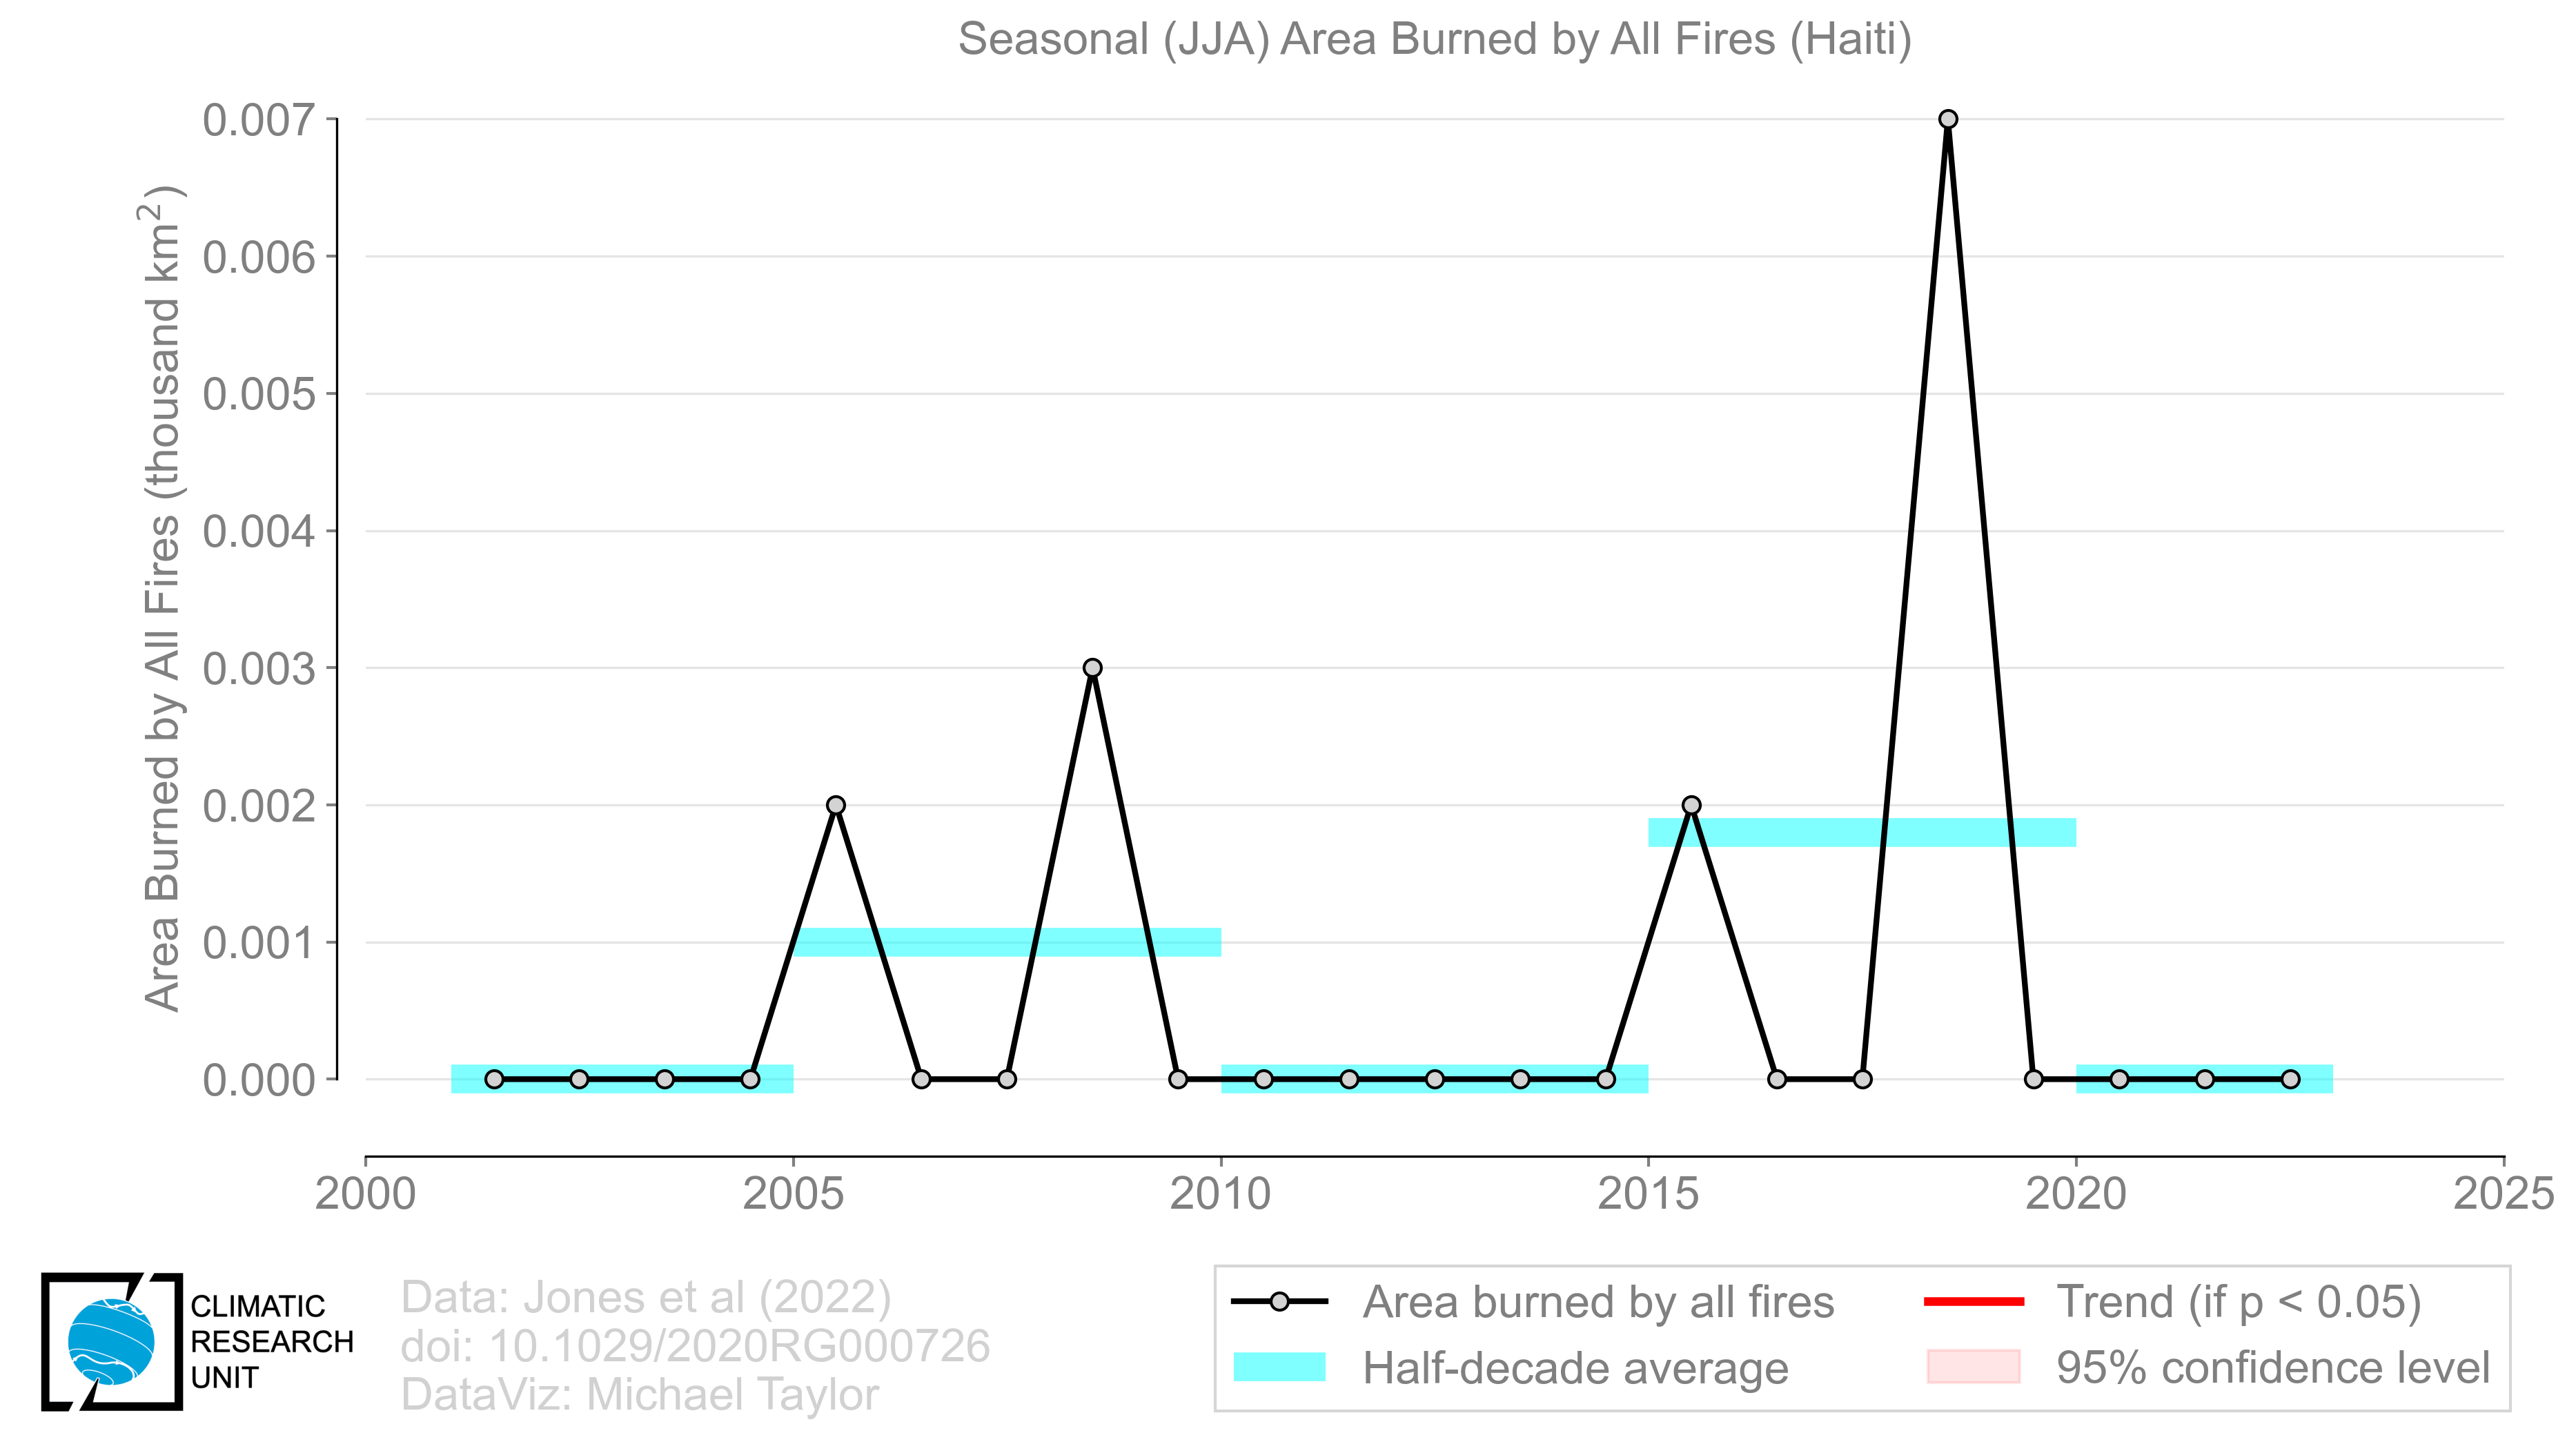 Seasonal (JJA) Area Burned by All Fires (Haiti)
Area Burned by All Fires (thousand km²)
0.007
0.006
0.005
0.004
0.003
0.002
0.001
0.000
2000 2005 2010 2015 2020 2025
CLIMATIC
RESEARCH
UNIT
Data: Jones et al (2022)
doi: 10.1029/2020RG000726
DataViz: Michael Taylor
Area burned by all fires
Half-decade average
Trend (if p < 0.05)
95% confidence level